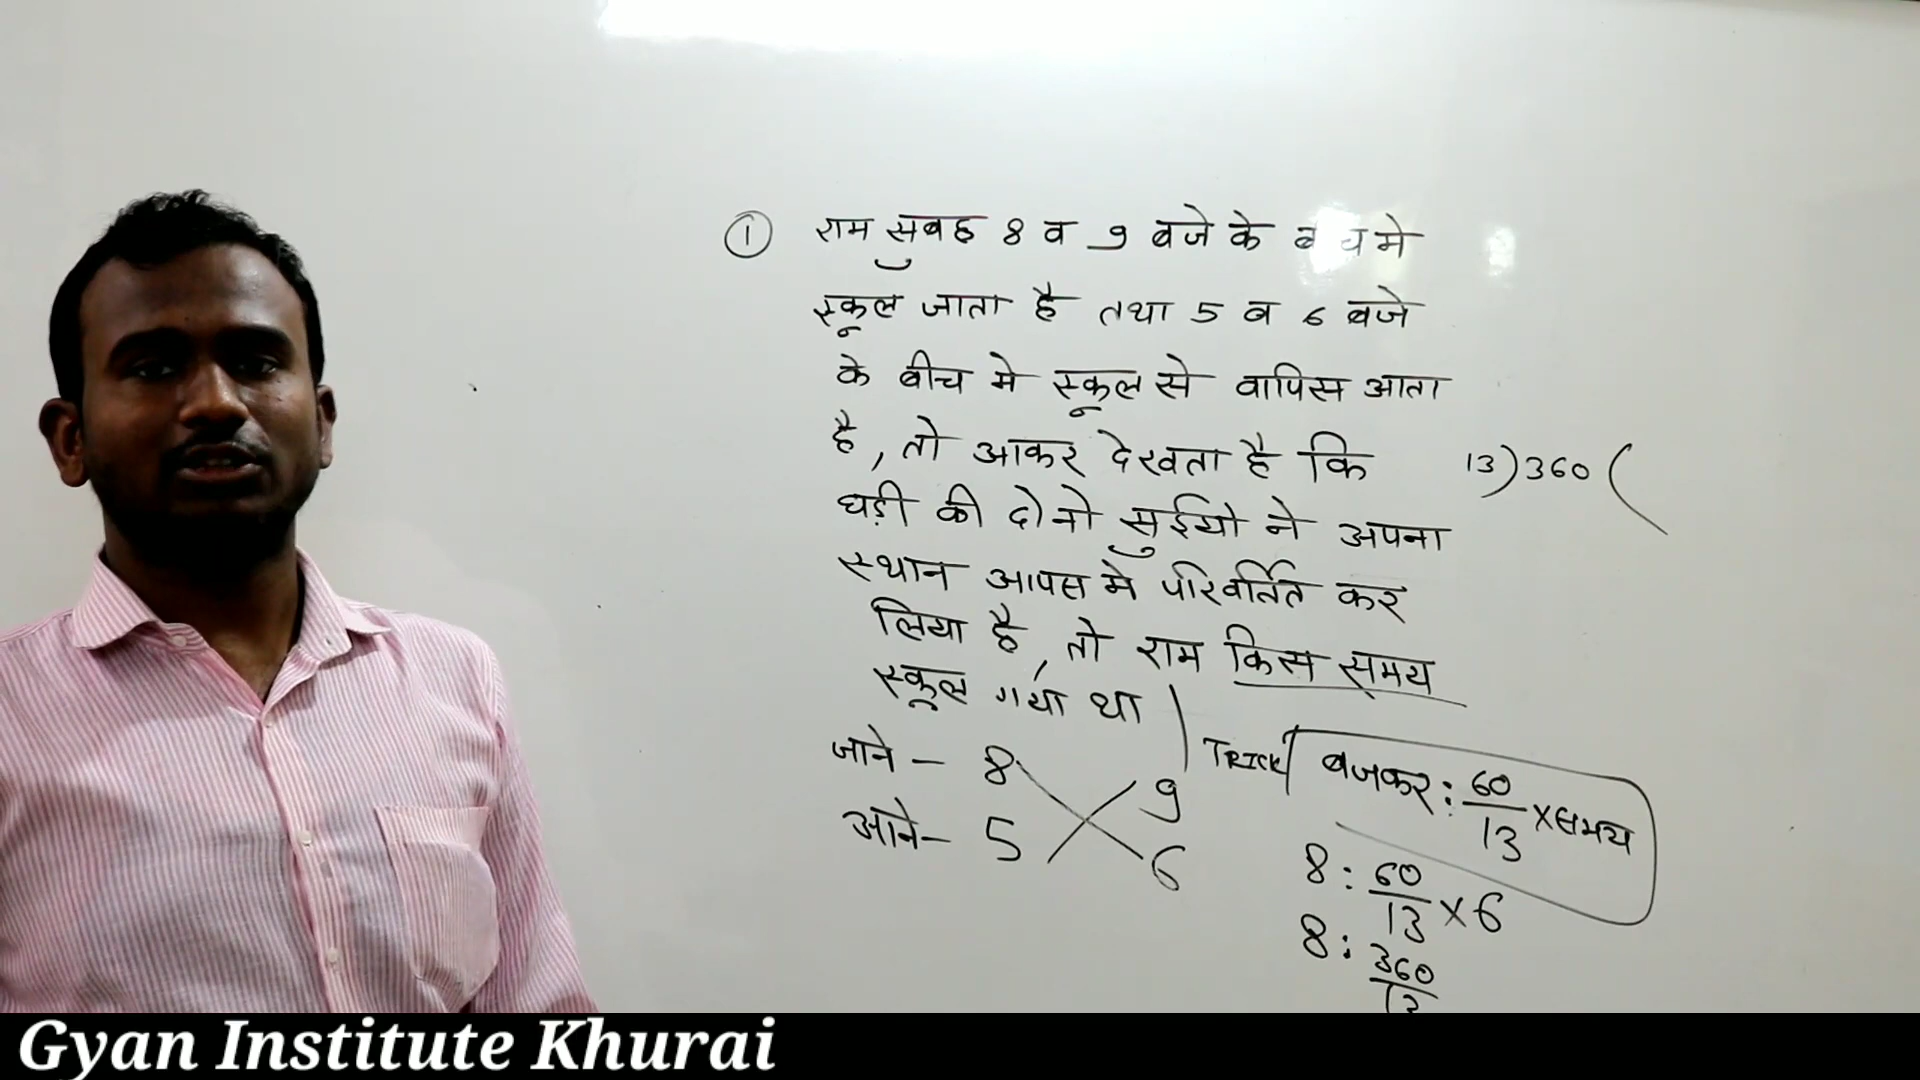 ① राम सुबह 8 व 9 बजे के ब च मे
स्कूल जाता है तथा 5 व 6 बजे
के बीच मे स्कूल से वापिस आता
है, तो आकर देखता है कि
घड़ी की दोनो सुईयो ने अपना
स्थान आपस मे परिवर्तित कर
लिया है, तो राम किस समय
स्कूल गया था
13)360(
जाने - 8 9
आने - 5 6
TRICK बजकर : 60/13 × समय
8 : 60/13 × 6
8 : 360/13
Gyan Institute Khurai